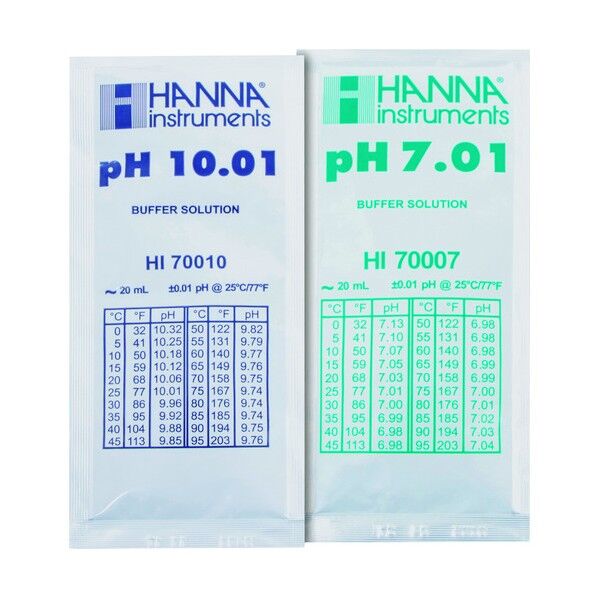 HANNA®
instruments
pH 10.01
BUFFER SOLUTION
HI 70010
~ 20 mL ±0.01 pH @ 25°C/77°F
°C °F pH °C °F pH
0 32 10.32 50 122 9.82
5 41 10.25 55 131 9.79
10 50 10.18 60 140 9.77
15 59 10.12 65 149 9.76
20 68 10.06 70 158 9.75
25 77 10.01 75 167 9.74
30 86 9.96 80 176 9.74
35 95 9.92 85 185 9.74
40 104 9.88 90 194 9.75
45 113 9.85 95 203 9.76
HANNA®
instruments
pH 7.01
BUFFER SOLUTION
HI 70007
~ 20 mL ±0.01 pH @ 25°C/77°F
°C °F pH °C °F pH
0 32 7.13 50 122 6.98
5 41 7.10 55 131 6.98
10 50 7.07 60 140 6.98
15 59 7.05 65 149 6.99
20 68 7.03 70 158 6.99
25 77 7.01 75 167 7.00
30 86 7.00 80 176 7.01
35 95 6.99 85 185 7.02
40 104 6.98 90 194 7.03
45 113 6.98 95 203 7.04